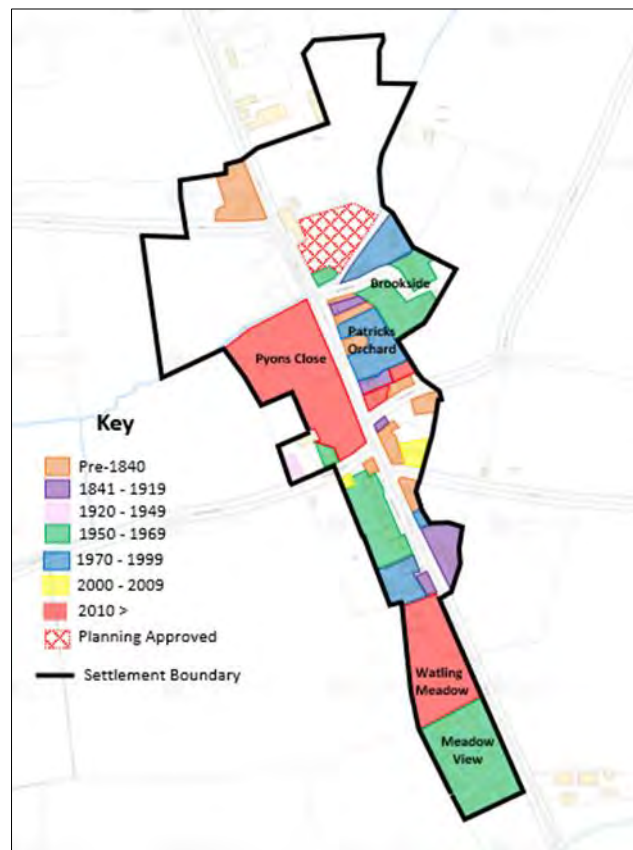 Brookside
Patricks
Orchard
Pyons Close
Key
Pre-1840
1841 - 1919
1920 - 1949
1950 - 1969
1970 - 1999
2000 - 2009
2010 >
Planning Approved
Settlement Boundary
Watling
Meadow
Meadow
View